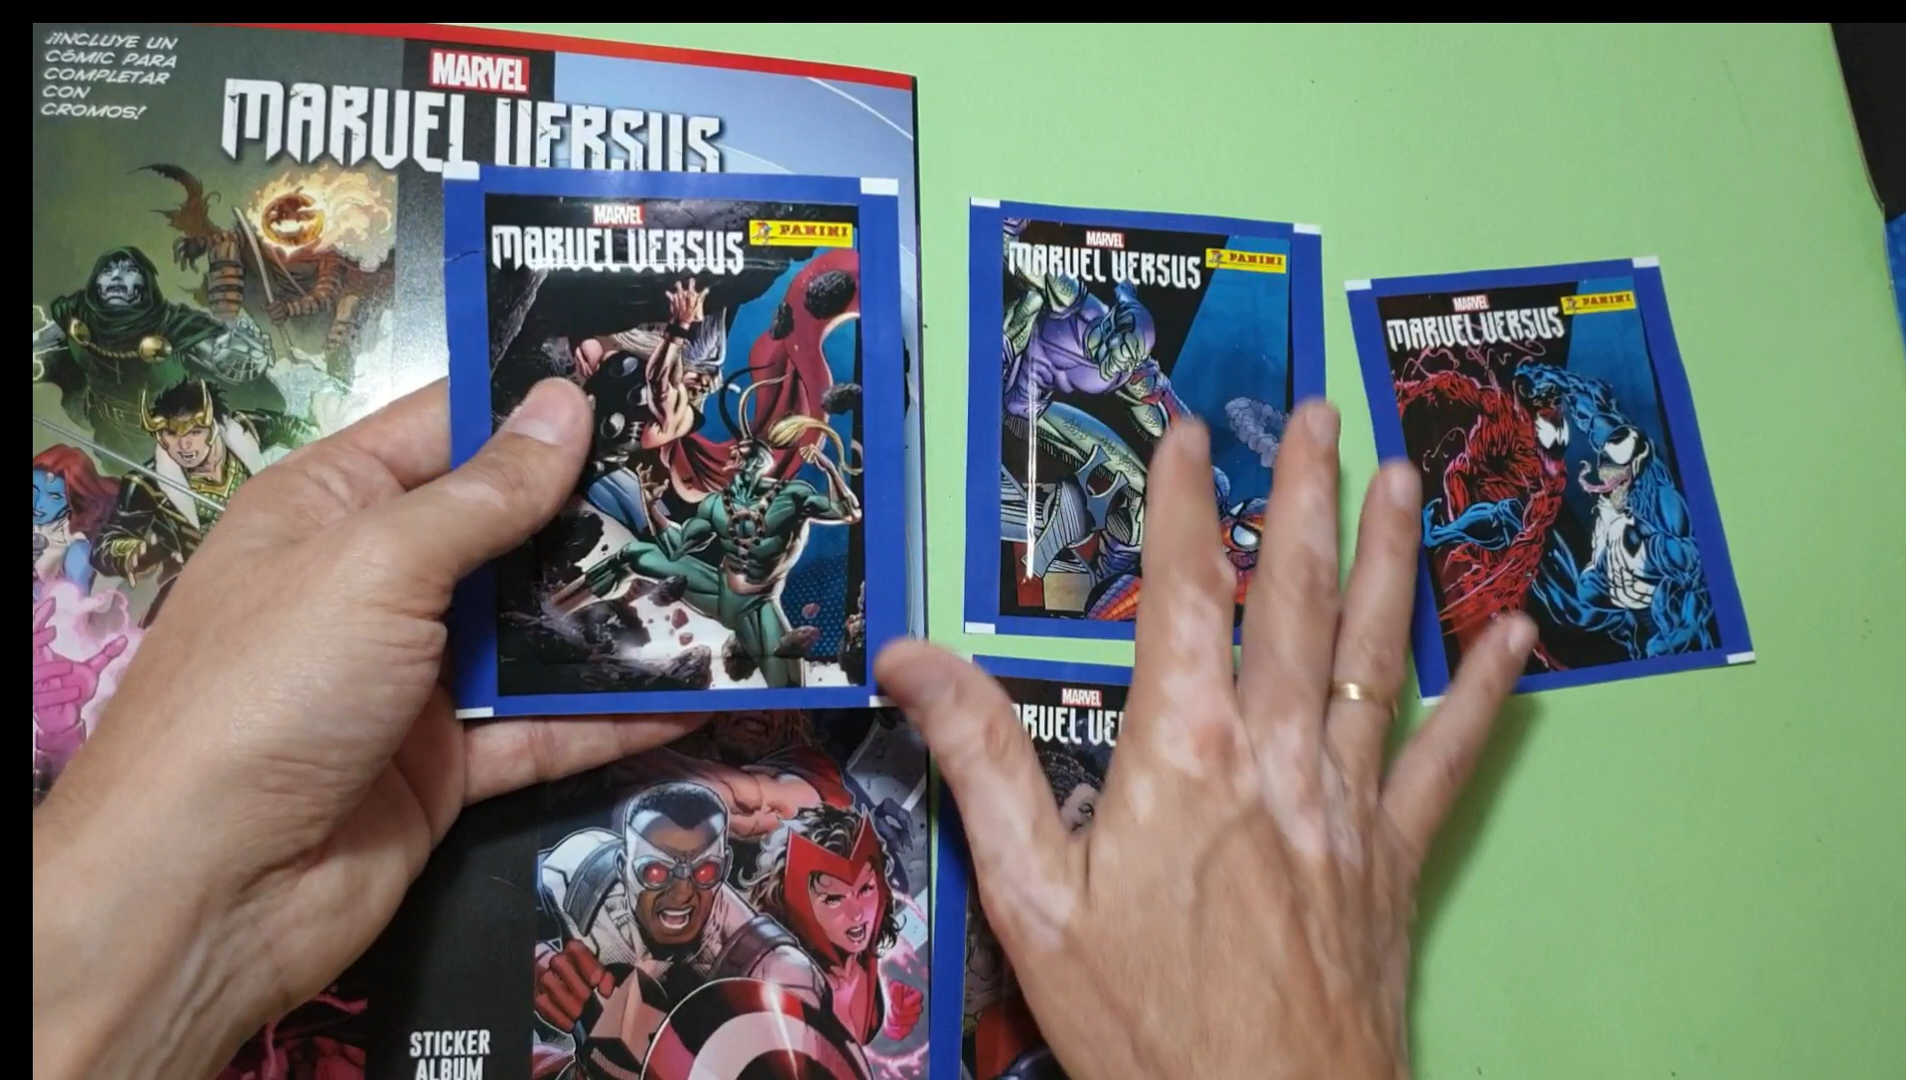 ¡INCLUYE UN
CÓMIC PARA
COMPLETAR
CON
CROMOS!
MARVEL
MARVEL VERSUS
MARVEL
MARVEL VERSUS
PANINI
MARVEL
MARVEL VERSUS
PANINI
MARVEL
MARVEL VERSUS
PANINI
MARVEL
STICKER
ALBUM